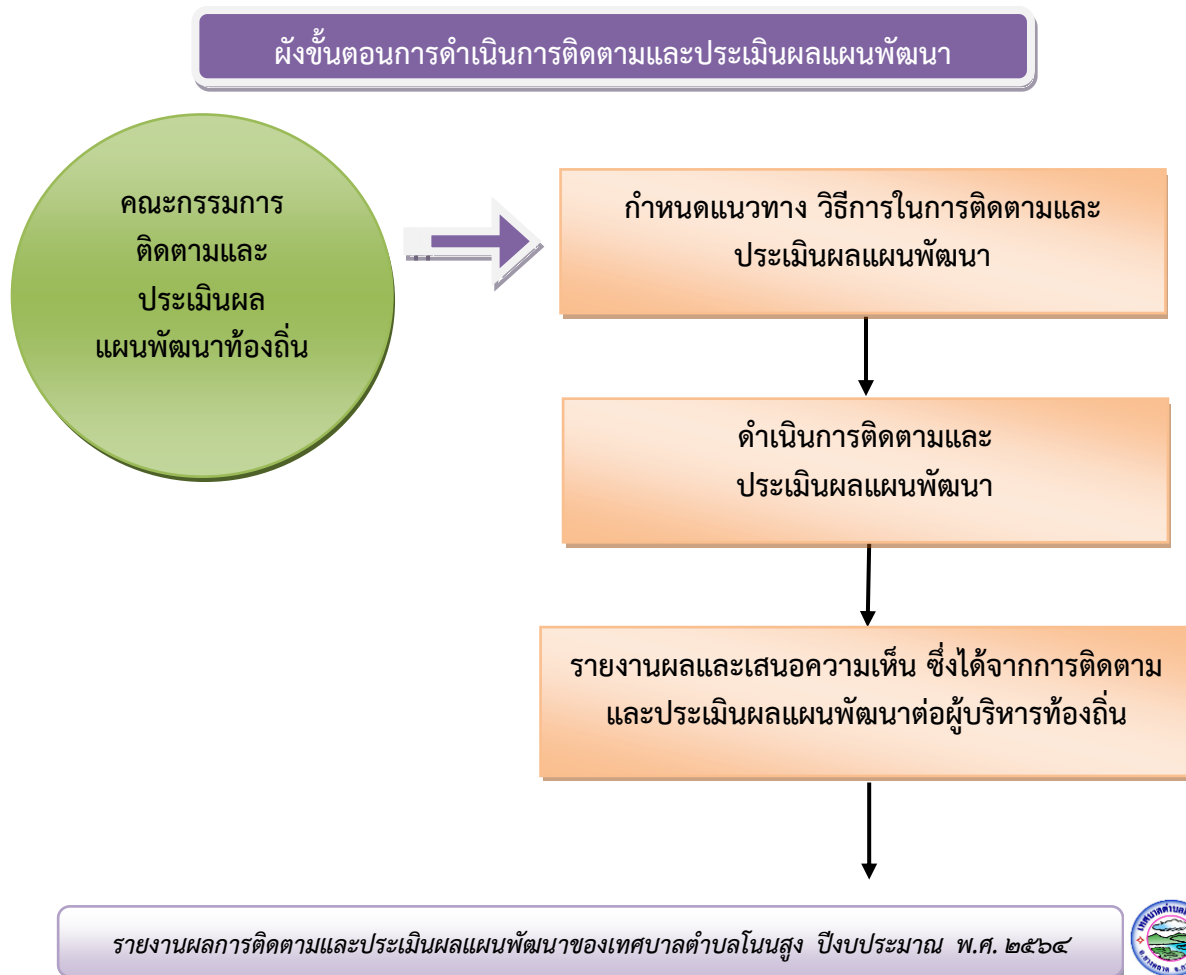 ผังขั้นตอนการดำเนินการติดตามและประเมินผลแผนพัฒนา
คณะกรรมการ
ติดตามและ
ประเมินผล
แผนพัฒนาท้องถิ่น
กำหนดแนวทาง วิธีการในการติดตามและ
ประเมินผลแผนพัฒนา
ดำเนินการติดตามและ
ประเมินผลแผนพัฒนา
รายงานผลและเสนอความเห็น ซึ่งได้จากการติดตาม
และประเมินผลแผนพัฒนาต่อผู้บริหารท้องถิ่น
รายงานผลการติดตามและประเมินผลแผนพัฒนาของเทศบาลตำบลโนนสูง ปีงบประมาณ พ.ศ. ๒๕๖๔